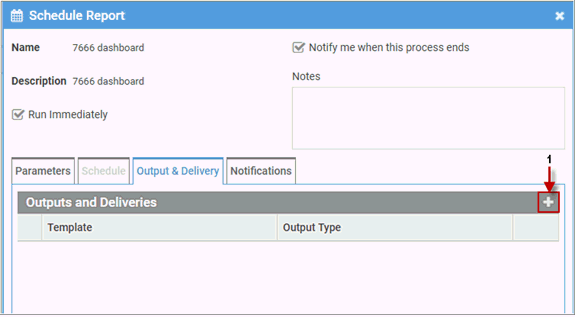 Schedule Report
Name 7666 dashboard
Notify me when this process ends
Description 7666 dashboard
Notes
Run Immediately
Parameters Schedule Output & Delivery Notifications
1
Outputs and Deliveries
Template Output Type